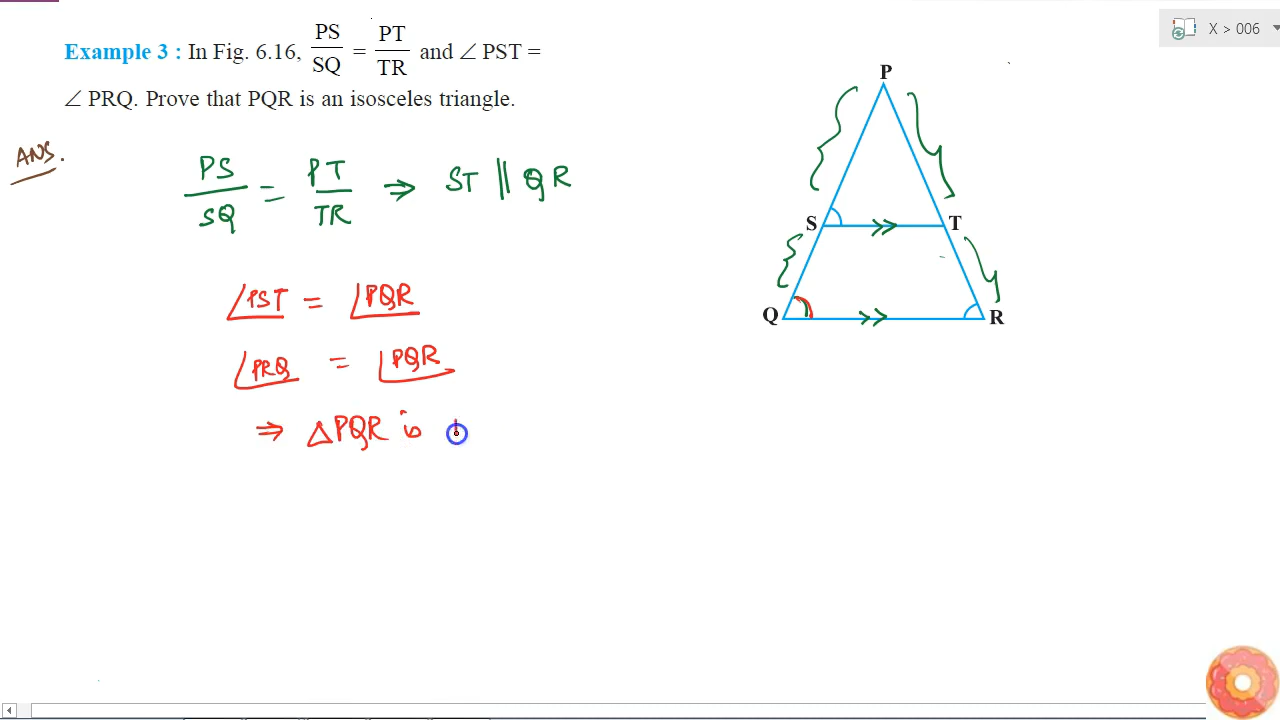 Example 3 : In Fig. 6.16, PS/SQ = PT/TR and ∠ PST =
∠ PRQ. Prove that PQR is an isosceles triangle.
ANS.
PS/SQ = PT/TR ⇒ ST || QR
∠PST = ∠PQR
∠PRQ = ∠PQR
⇒ △PQR is
P
S
T
Q
R
X > 006